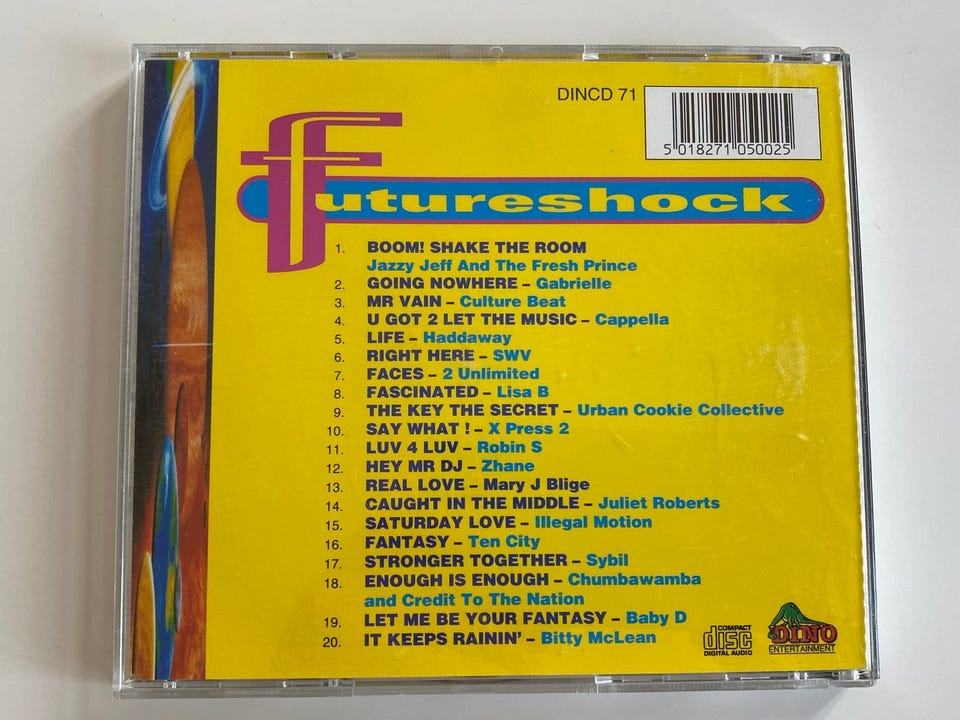 DINCD 71
5 018271 050025
futureshock
1. BOOM! SHAKE THE ROOM
Jazzy Jeff And The Fresh Prince
2. GOING NOWHERE – Gabrielle
3. MR VAIN – Culture Beat
4. U GOT 2 LET THE MUSIC – Cappella
5. LIFE – Haddaway
6. RIGHT HERE – SWV
7. FACES – 2 Unlimited
8. FASCINATED – Lisa B
9. THE KEY THE SECRET – Urban Cookie Collective
10. SAY WHAT ! – X Press 2
11. LUV 4 LUV – Robin S
12. HEY MR DJ – Zhane
13. REAL LOVE – Mary J Blige
14. CAUGHT IN THE MIDDLE – Juliet Roberts
15. SATURDAY LOVE – Illegal Motion
16. FANTASY – Ten City
17. STRONGER TOGETHER – Sybil
18. ENOUGH IS ENOUGH – Chumbawamba
and Credit To The Nation
19. LET ME BE YOUR FANTASY – Baby D
20. IT KEEPS RAININ' – Bitty McLean
COMPACT
disc
DIGITAL AUDIO
DINO
ENTERTAINMENT